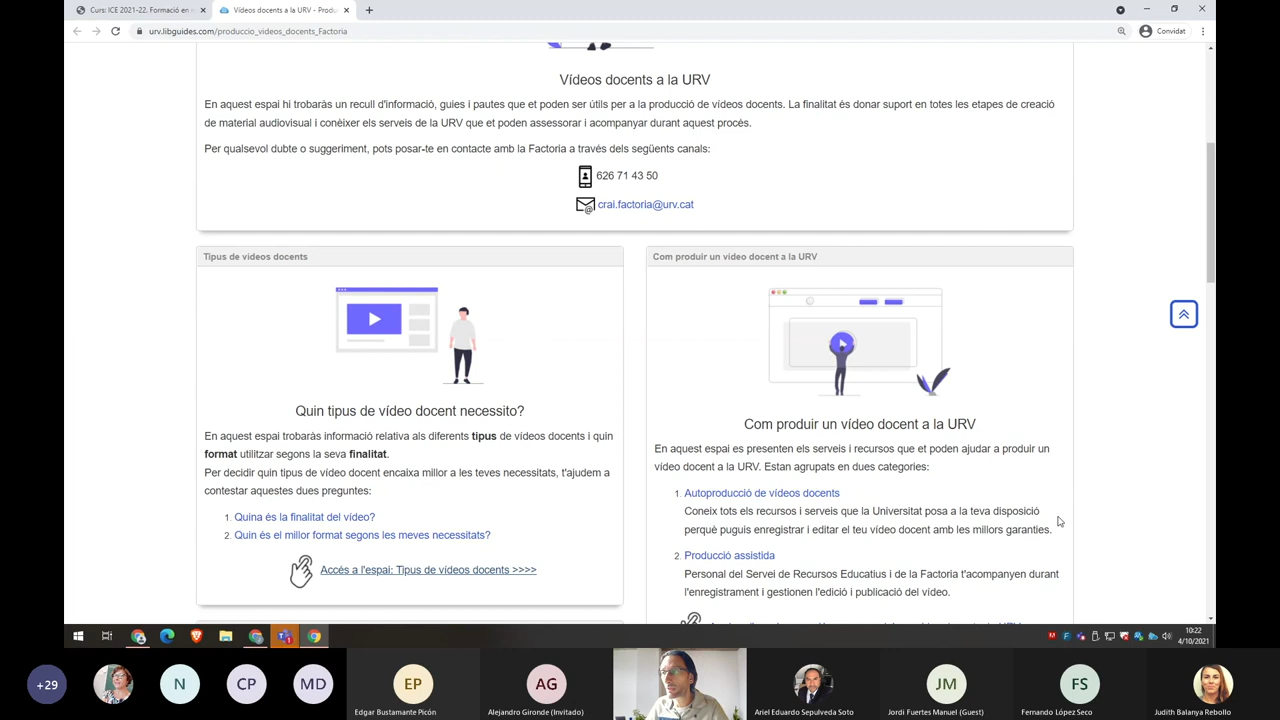 Curs: ICE 2021-22. Formació en
Vídeos docents a la URV - Produ
urv.libguides.com/produccio_videos_docents_Factoria
Convidat
Vídeos docents a la URV
En aquest espai hi trobaràs un recull d'informació, guies i pautes que et poden ser útils per a la producció de vídeos docents. La finalitat és donar suport en totes les etapes de creació
de material audiovisual i conèixer els serveis de la URV que et poden assessorar i acompanyar durant aquest procés.
Per qualsevol dubte o suggeriment, pots posar-te en contacte amb la Factoria a través dels següents canals:
626 71 43 50
crai.factoria@urv.cat
Tipus de vídeos docents
Quin tipus de vídeo docent necessito?
En aquest espai trobaràs informació relativa als diferents tipus de vídeos docents i quin
format utilitzar segons la seva finalitat.
Per decidir quin tipus de vídeo docent encaixa millor a les teves necessitats, t'ajudem a
contestar aquestes dues preguntes:
1. Quina és la finalitat del vídeo?
2. Quin és el millor format segons les meves necessitats?
Accés a l'espai: Tipus de vídeos docents >>>>
Com produir un vídeo docent a la URV
Com produir un vídeo docent a la URV
En aquest espai es presenten els serveis i recursos que et poden ajudar a produir un
vídeo docent a la URV. Estan agrupats en dues categories:
1. Autoproducció de vídeos docents
Coneix tots els recursos i serveis que la Universitat posa a la teva disposició
perquè puguis enregistrar i editar el teu vídeo docent amb les millors garanties.
2. Producció assistida
Personal del Servei de Recursos Educatius i de la Factoria t'acompanyen durant
l'enregistrament i gestionen l'edició i publicació del vídeo.
10:22
4/10/2021
+29
N
CP
MD
EP
Edgar Bustamante Picón
AG
Alejandro Gironde (Invitado)
Ariel Eduardo Sepulveda Soto
JM
Jordi Fuertes Manuel (Guest)
FS
Fernando López Seco
Judith Balanya Rebollo